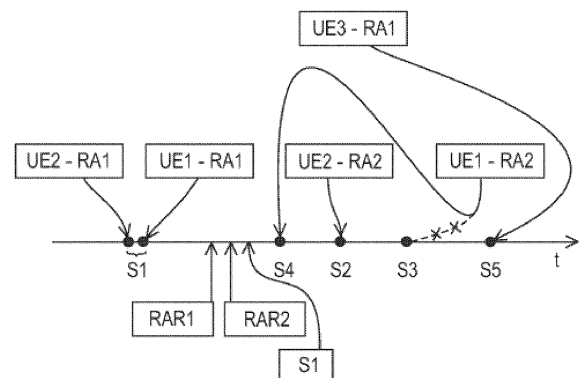 UE3 - RA1
UE2 - RA1
UE1 - RA1
UE2 - RA2
UE1 - RA2
S1
S4
S2
S3
S5
t
RAR1
RAR2
S1